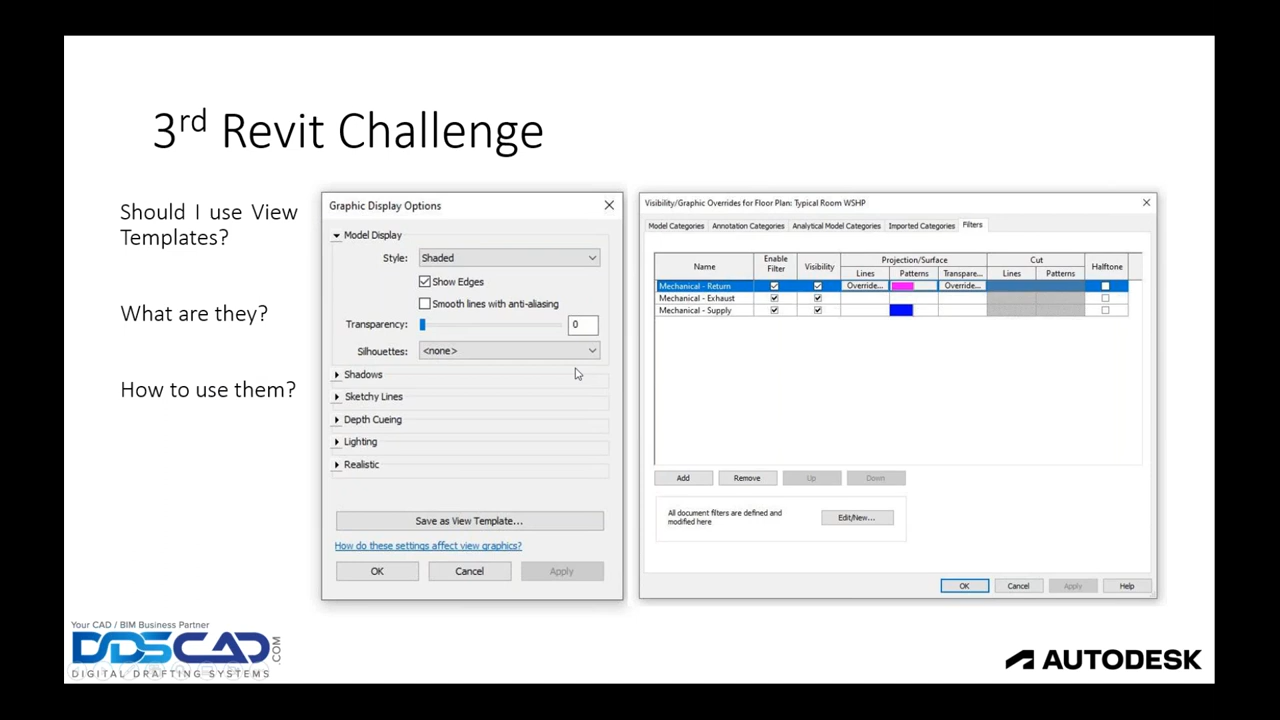 3rd Revit Challenge
Should I use View
Templates?
What are they?
How to use them?
Graphic Display Options
Model Display
Style: Shaded
Show Edges
Smooth lines with anti-aliasing
Transparency: 0
Silhouettes: <none>
Shadows
Sketchy Lines
Depth Cueing
Lighting
Realistic
Save as View Template...
How do these settings affect view graphics?
OK Cancel Apply
Visibility/Graphic Overrides for Floor Plan: Typical Room WSHP
Model Categories Annotation Categories Analytical Model Categories Imported Categories Filters
Name Enable Filter Visibility Projection/Surface Cut Halftone
Lines Patterns Transpare... Lines Patterns
Mechanical - Return Override... Override...
Mechanical - Exhaust
Mechanical - Supply
Add Remove Up Down
All document filters are defined and
modified here
Edit/New...
OK Cancel Apply Help
Your CAD / BIM Business Partner
DDSCAD.COM
DIGITAL DRAFTING SYSTEMS
AUTODESK